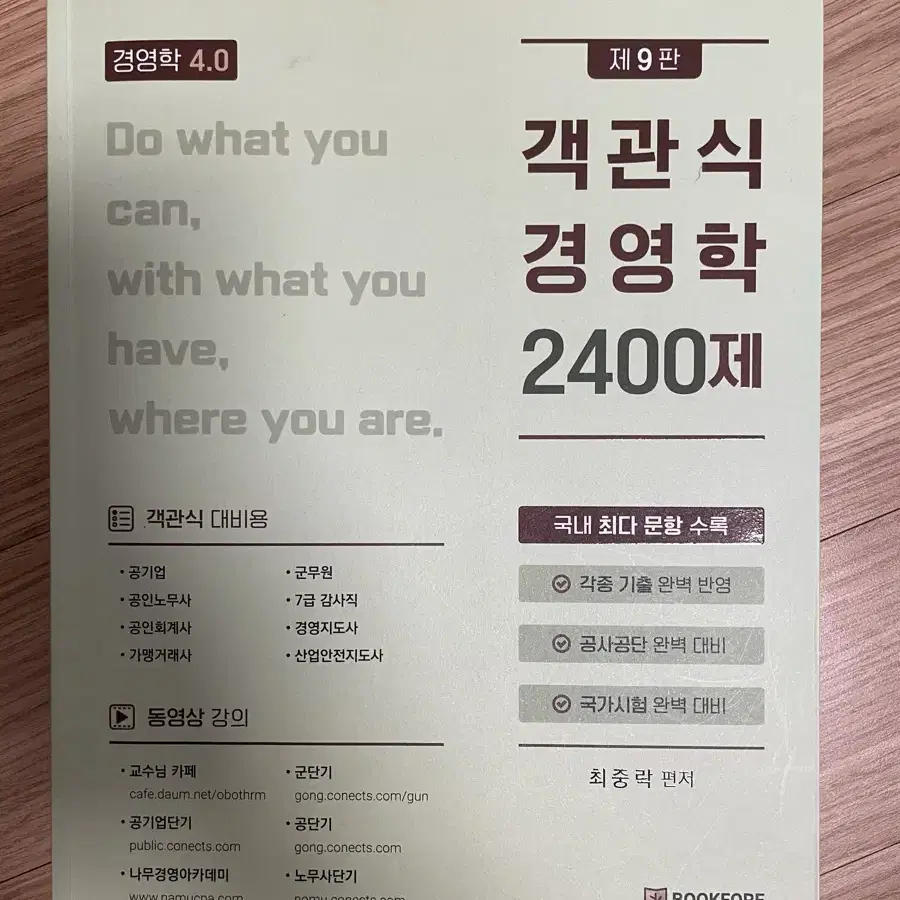 경영학 4.0
Do what you
can,
with what you
have,
where you are.
제9판
객관식
경영학
2400제
국내 최다 문항 수록
각종 기출 완벽 반영
공사공단 완벽 대비
국가시험 완벽 대비
최중락 편저
객관식 대비용
• 공기업
• 군무원
• 공인노무사
• 7급 감사직
• 공인회계사
• 경영지도사
• 가맹거래사
• 산업안전지도사
동영상 강의
• 교수님 카페
cafe.daum.net/obothrm
• 군단기
gong.conects.com/gun
• 공기업단기
public.conects.com
• 공단기
gong.conects.com
• 나무경영아카데미
www.namucpa.com
• 노무사단기
nomu.conects.com
BOOKFORE